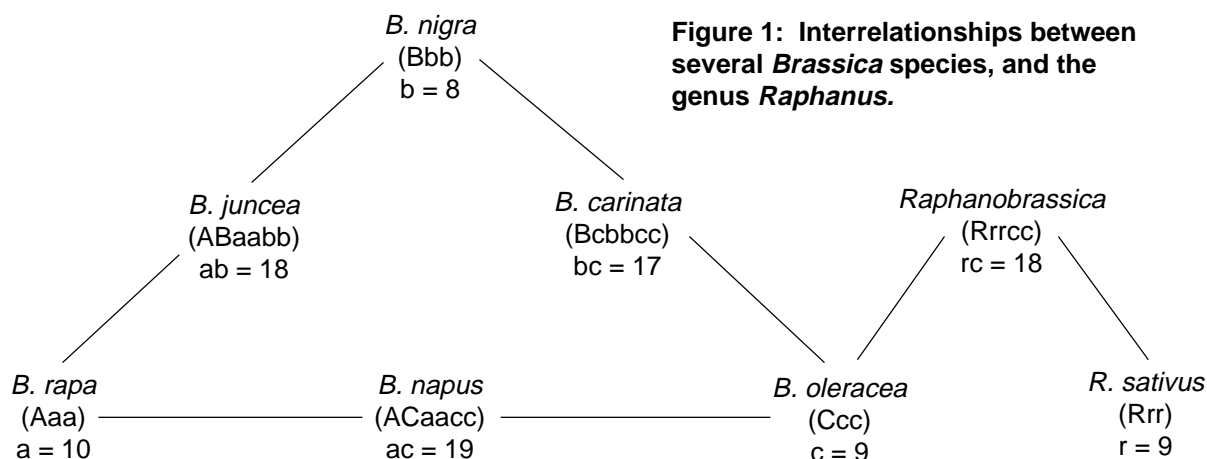 B. nigra
(Bbb)
b = 8
Figure 1: Interrelationships between
several Brassica species, and the
genus Raphanus.
B. juncea
(ABaabb)
ab = 18
B. carinata
(Bcbbcc)
bc = 17
Raphanobrassica
(Rrrcc)
rc = 18
B. rapa
(Aaa)
a = 10
B. napus
(ACaacc)
ac = 19
B. oleracea
(Ccc)
c = 9
R. sativus
(Rrr)
r = 9